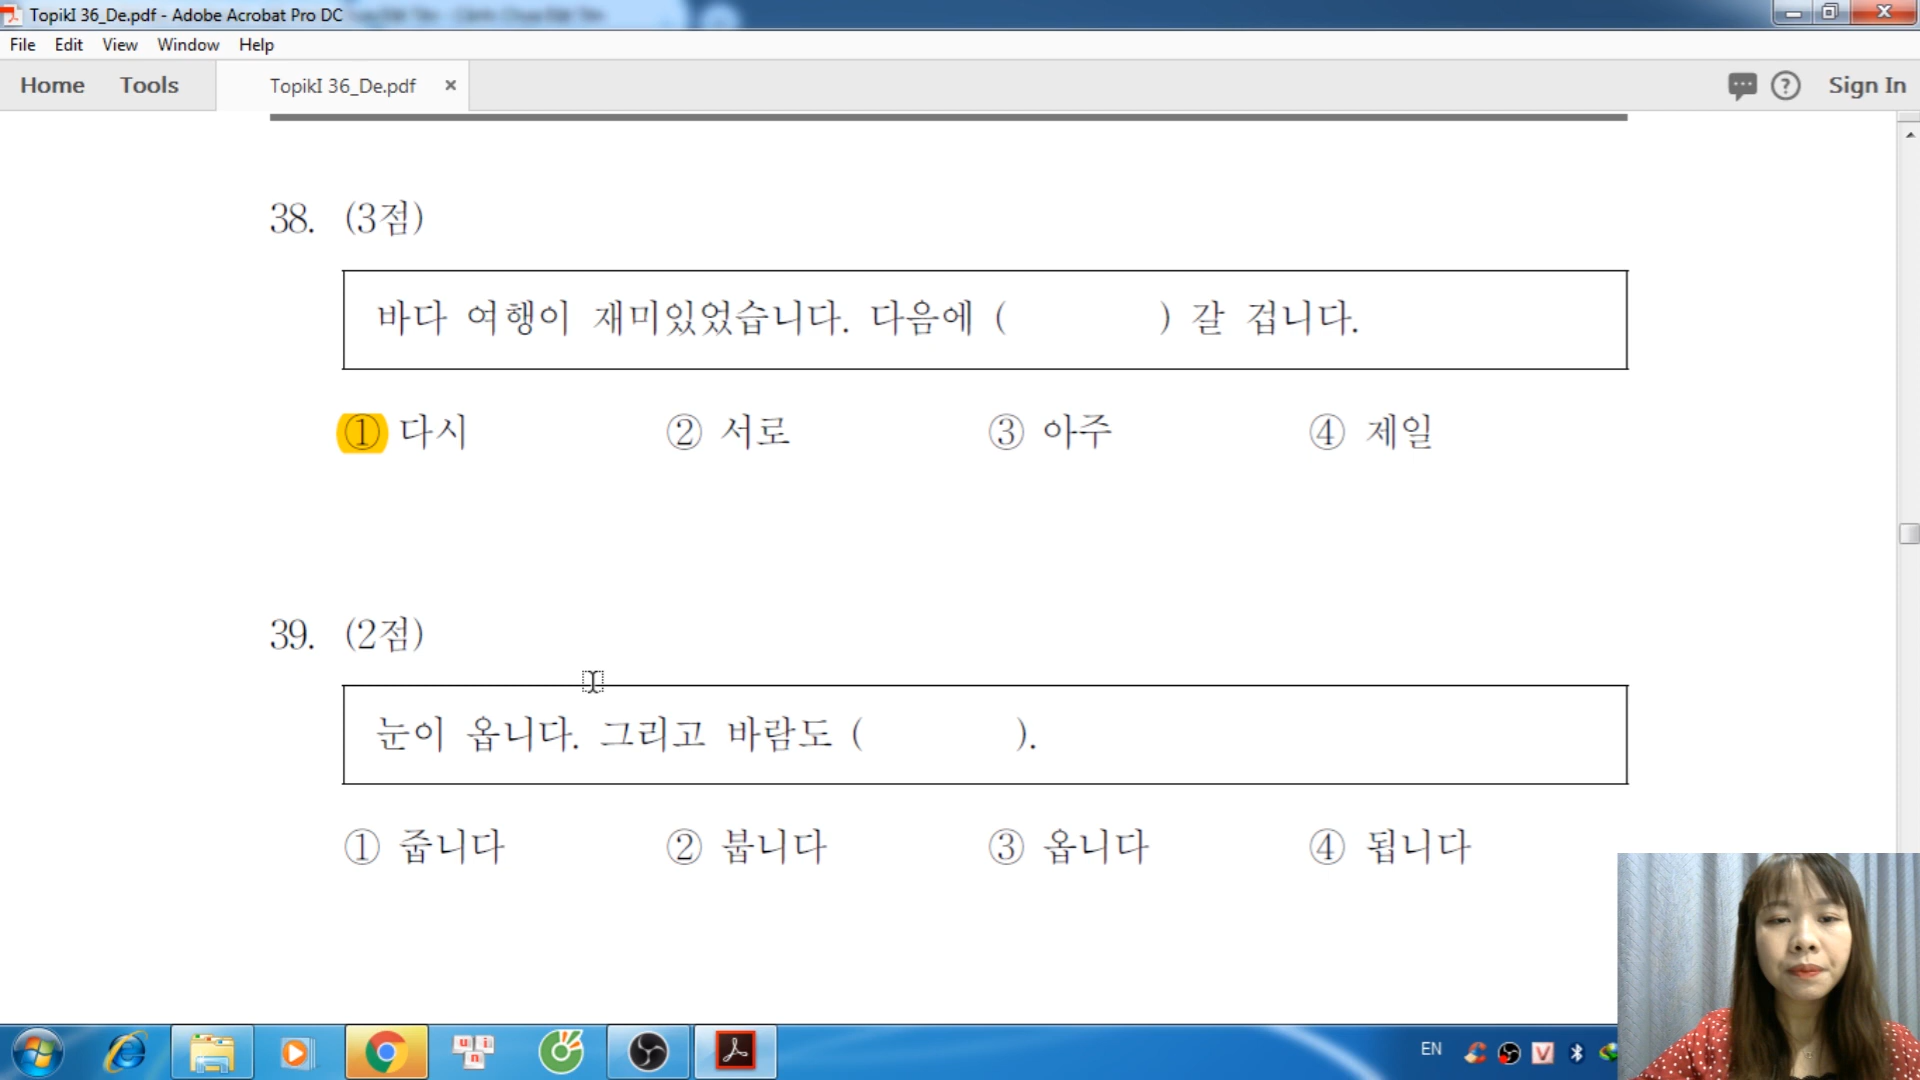 TopikI 36_De.pdf - Adobe Acrobat Pro DC
File Edit View Window Help
Home Tools TopikI 36_De.pdf × Sign In
38. (3점)
바다 여행이 재미있었습니다. 다음에 ( ) 갈 겁니다.
① 다시 ② 서로 ③ 아주 ④ 제일
39. (2점)
눈이 옵니다. 그리고 바람도 ( ).
① 줍니다 ② 붑니다 ③ 옵니다 ④ 됩니다
EN